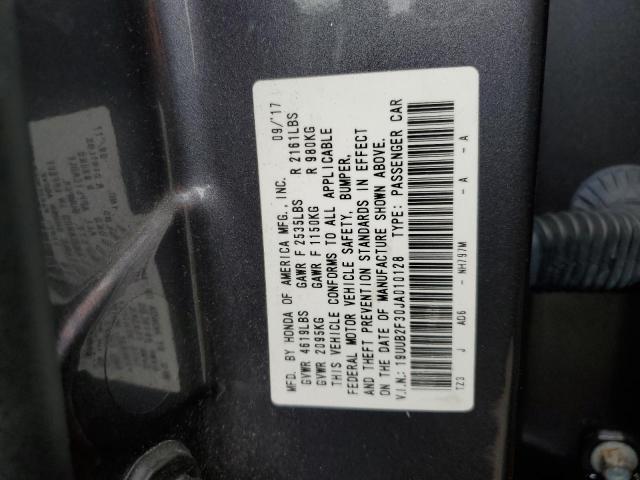 MFD. BY HONDA OF AMERICA MFG., INC. 09/'17
GVWR 4619LBS GAWR F 2535LBS R 2161LBS
GVWR 2095KG GAWR F 1150KG R 980KG
THIS VEHICLE CONFORMS TO ALL APPLICABLE
FEDERAL MOTOR VEHICLE SAFETY, BUMPER,
AND THEFT PREVENTION STANDARDS IN EFFECT
ON THE DATE OF MANUFACTURE SHOWN ABOVE.
V.I.N.: 19UUB2F30JA010128 TYPE: PASSENGER CAR
TZ3 J AD6 - NH797M - A - A